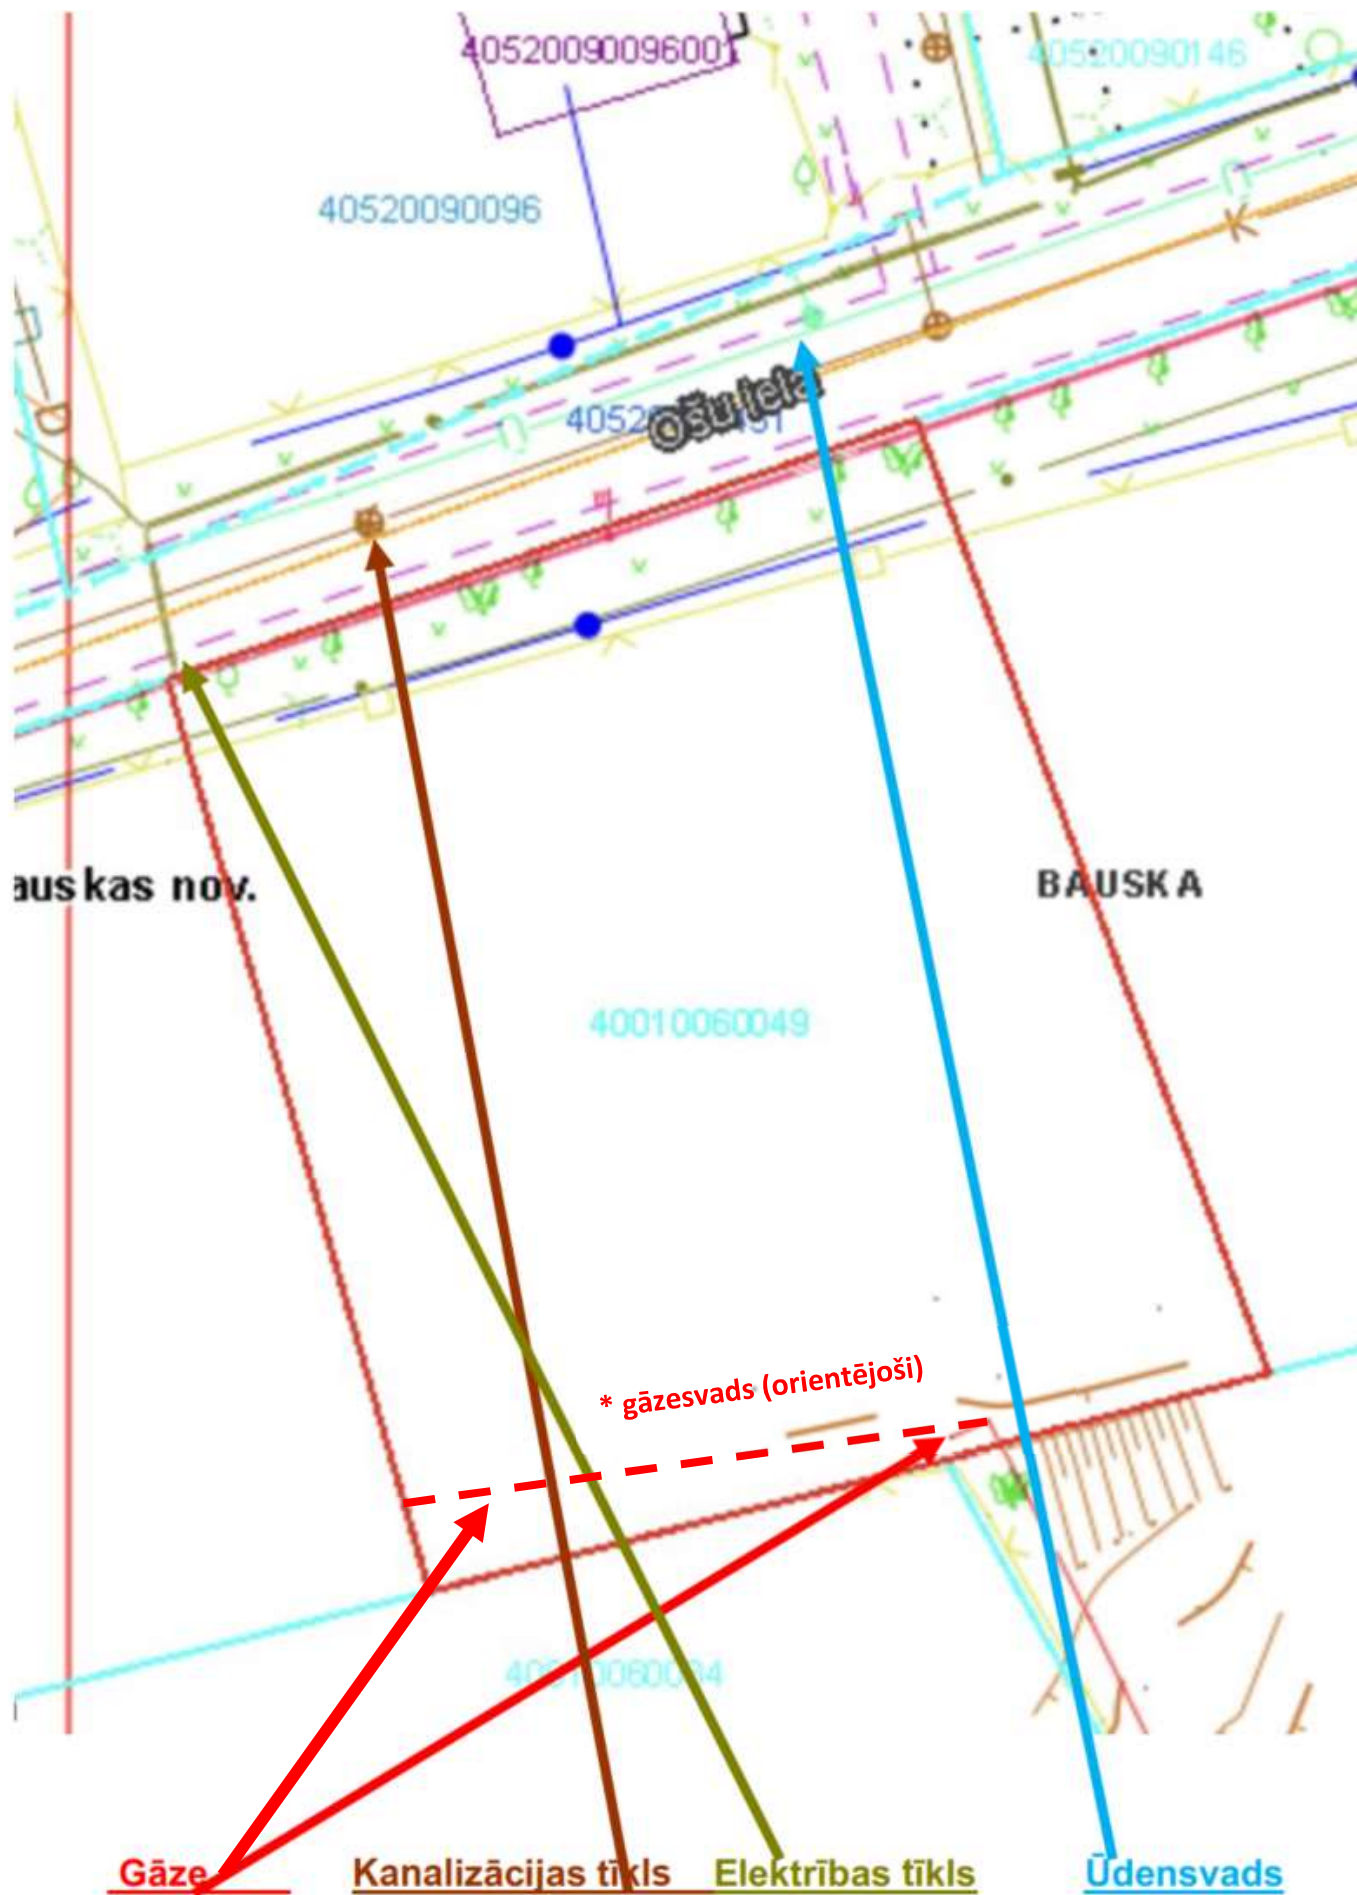 40520090096001
40520090146
40520090096
Ošu iela
K
D
auskas nov.
BAUSKA
40010060049
* gāzesvads (orientējoši)
Gāze
Kanalizācijas tīkls
Elektrības tīkls
Ūdensvads